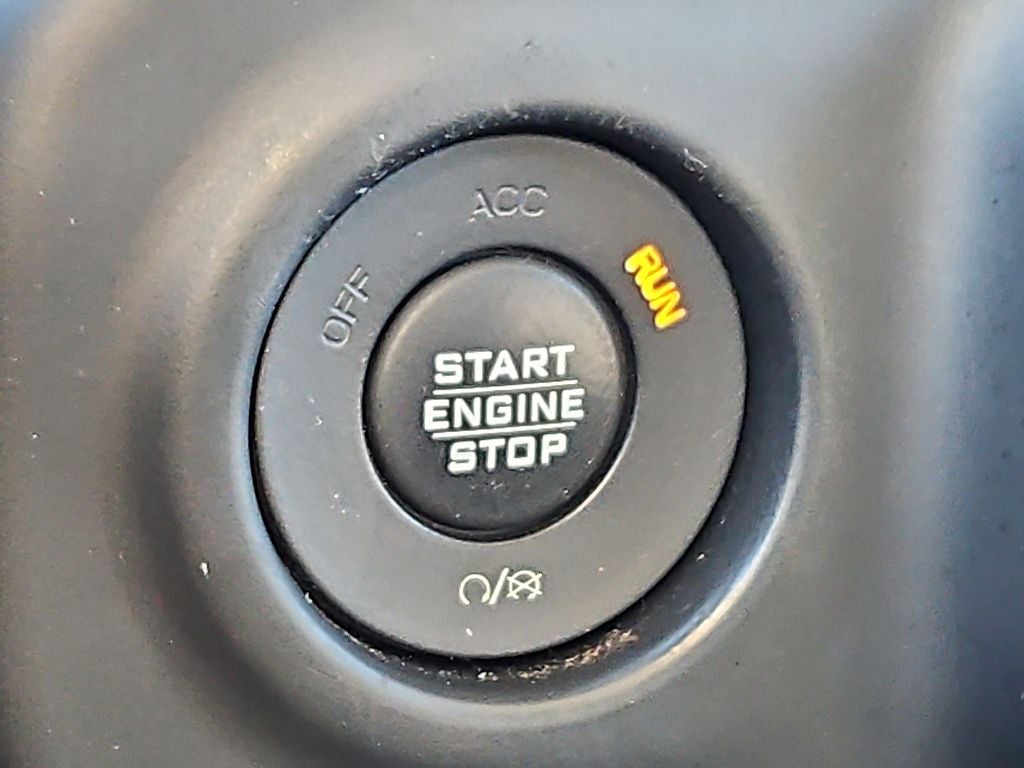 ACC
OFF
RUN
START
ENGINE
STOP